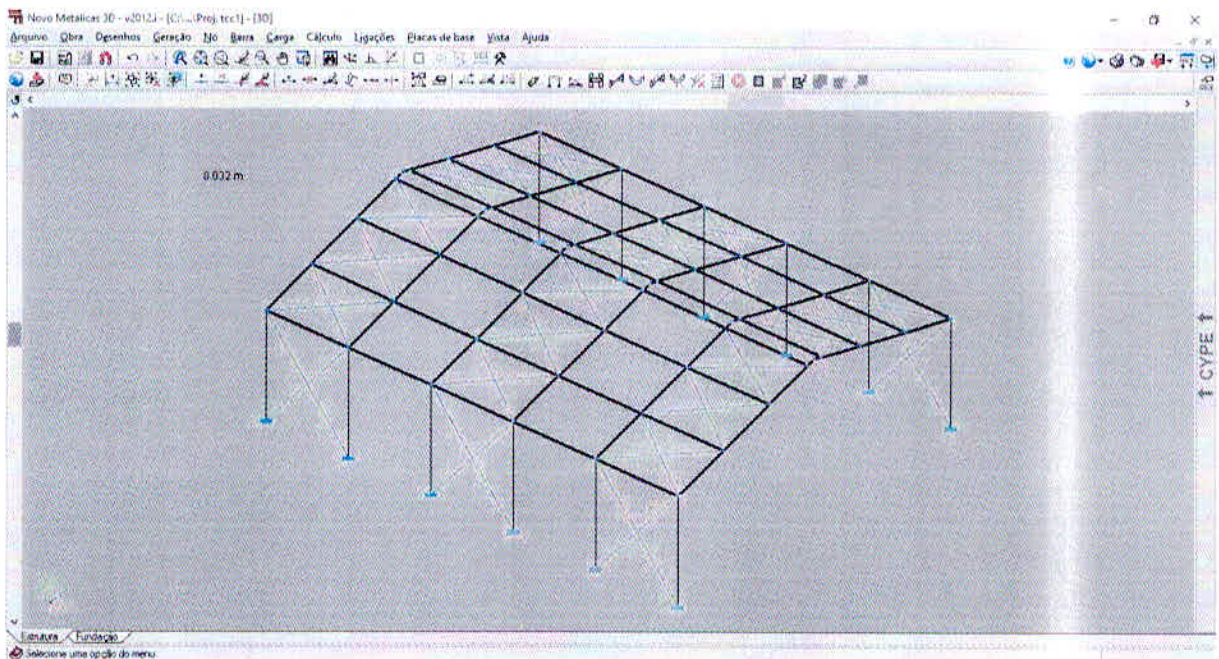 Novo Metalicas 3D - v2012.i - [C:\...\Proj. tcc1] - [3D]
Arquivo Obra Desenhos Geração Nó Barra Carga Cálculo Ligações Placas de base Vista Ajuda
0.032 m
CYPE
Estrutura Fundação
Selecione uma opção do menu